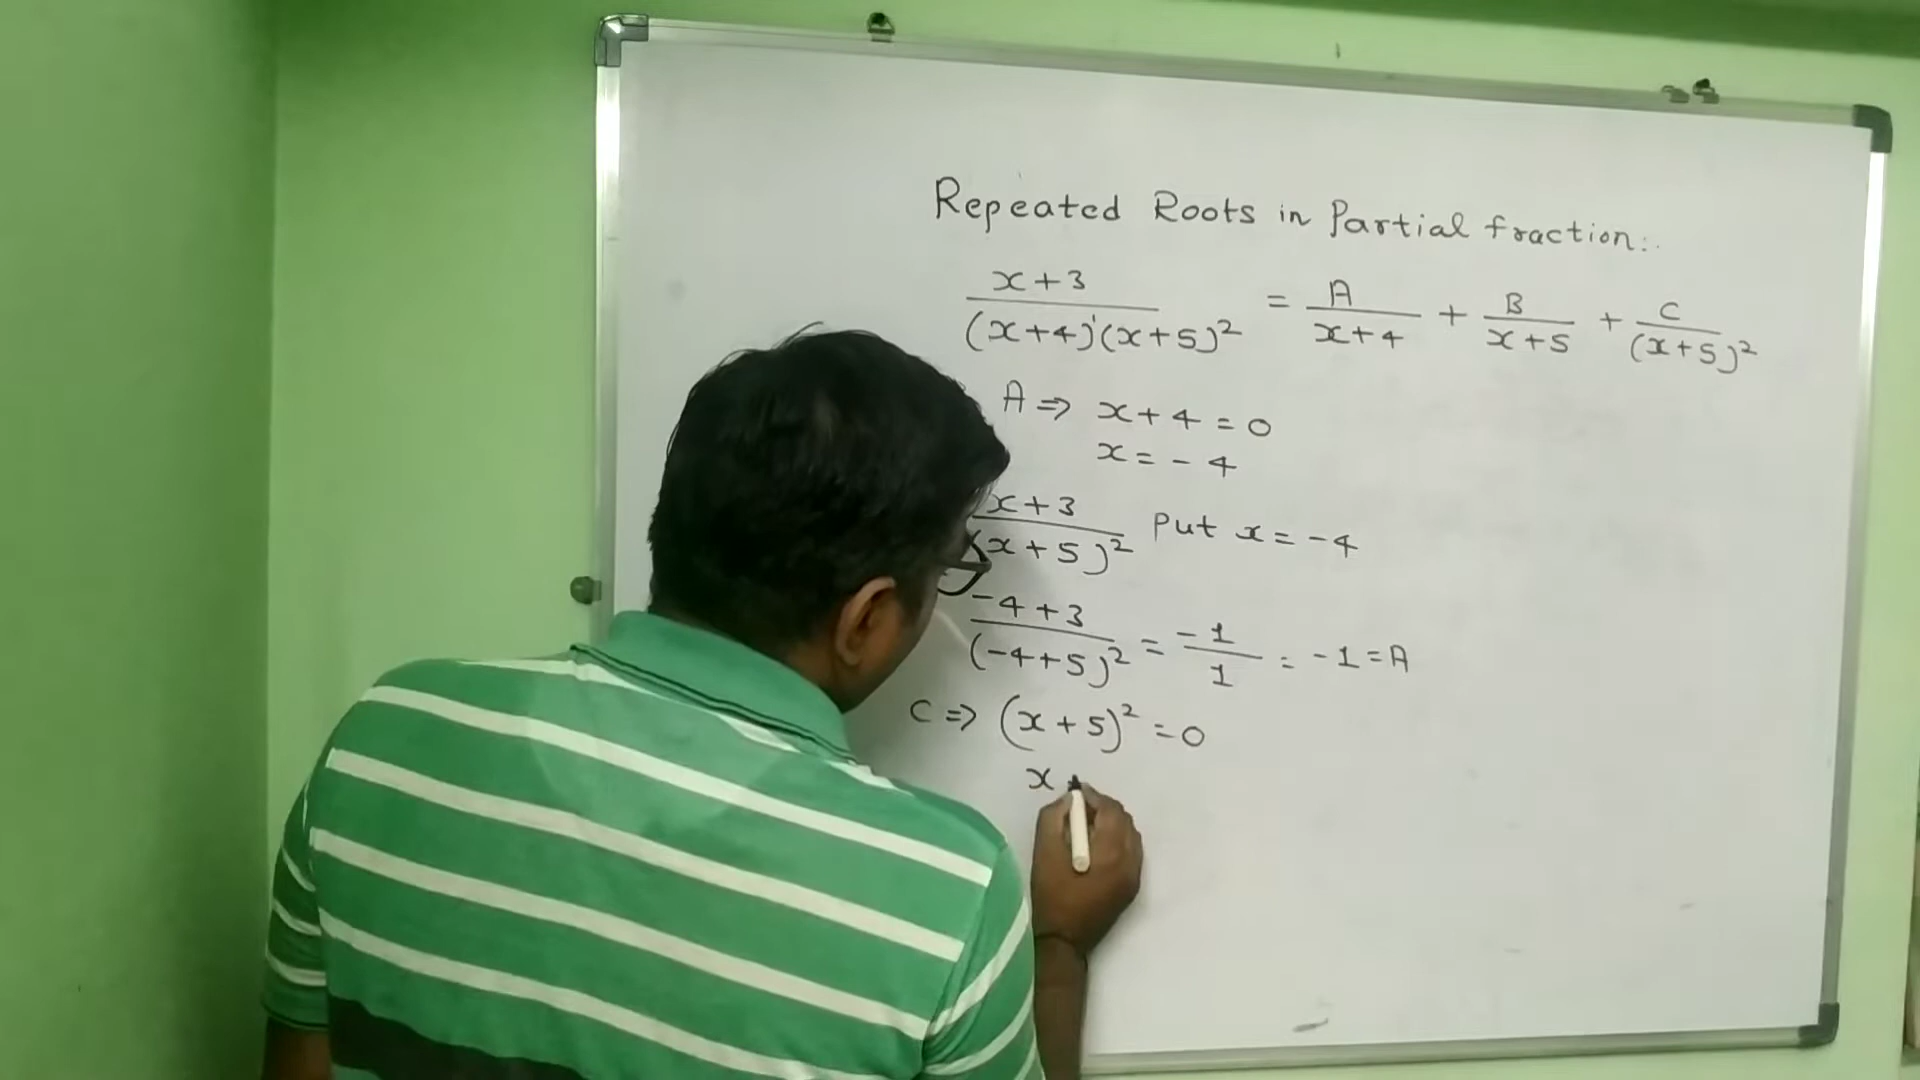 Repeated Roots in Partial fraction:.
x+3 / (x+4)'(x+5)² = A / x+4 + B / x+5 + C / (x+5)²
A ⇒ x+4=0
x=-4
x+3 / (x+5)² Put x=-4
-4+3 / (-4+5)² = -1 / 1 = -1 = A
C ⇒ (x+5)² = 0
x